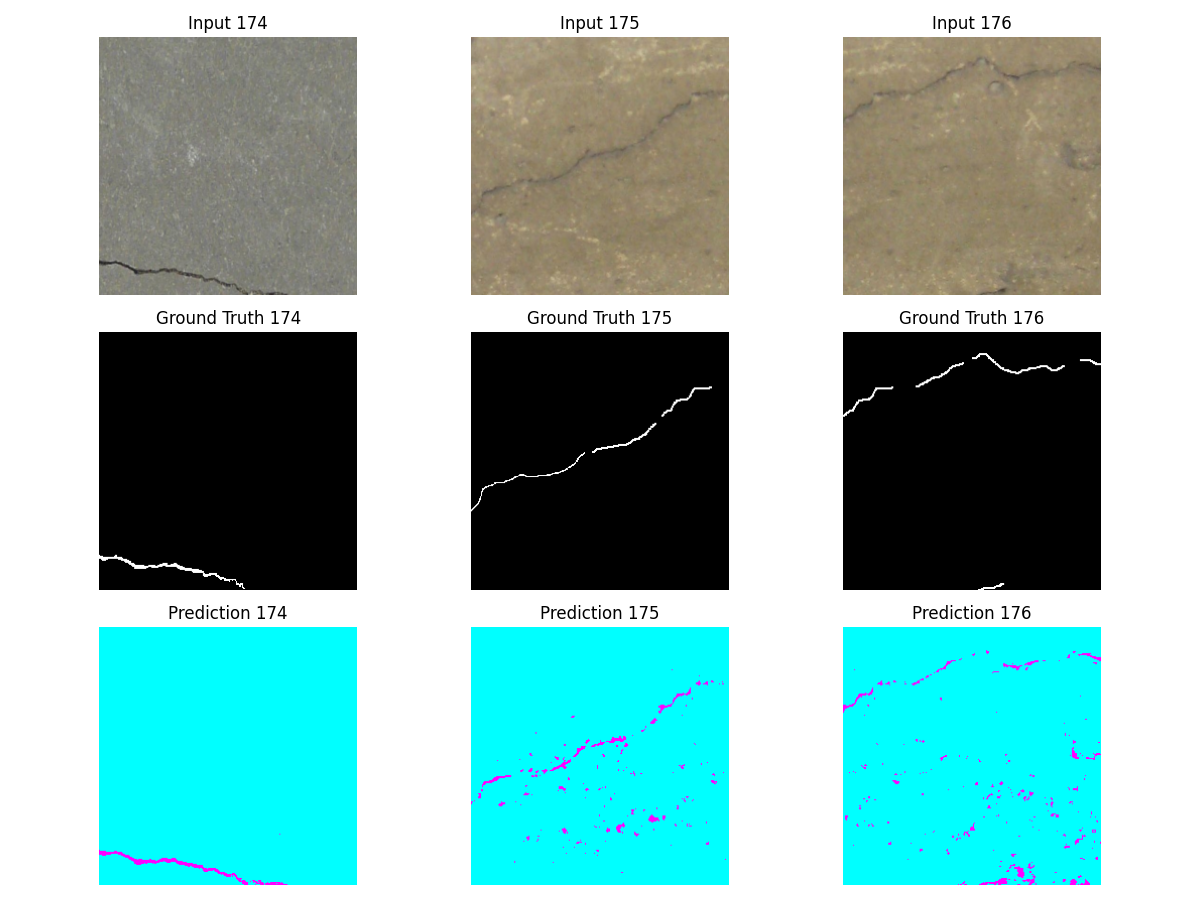 Input 174
Input 175
Input 176
Ground Truth 174
Ground Truth 175
Ground Truth 176
Prediction 174
Prediction 175
Prediction 176